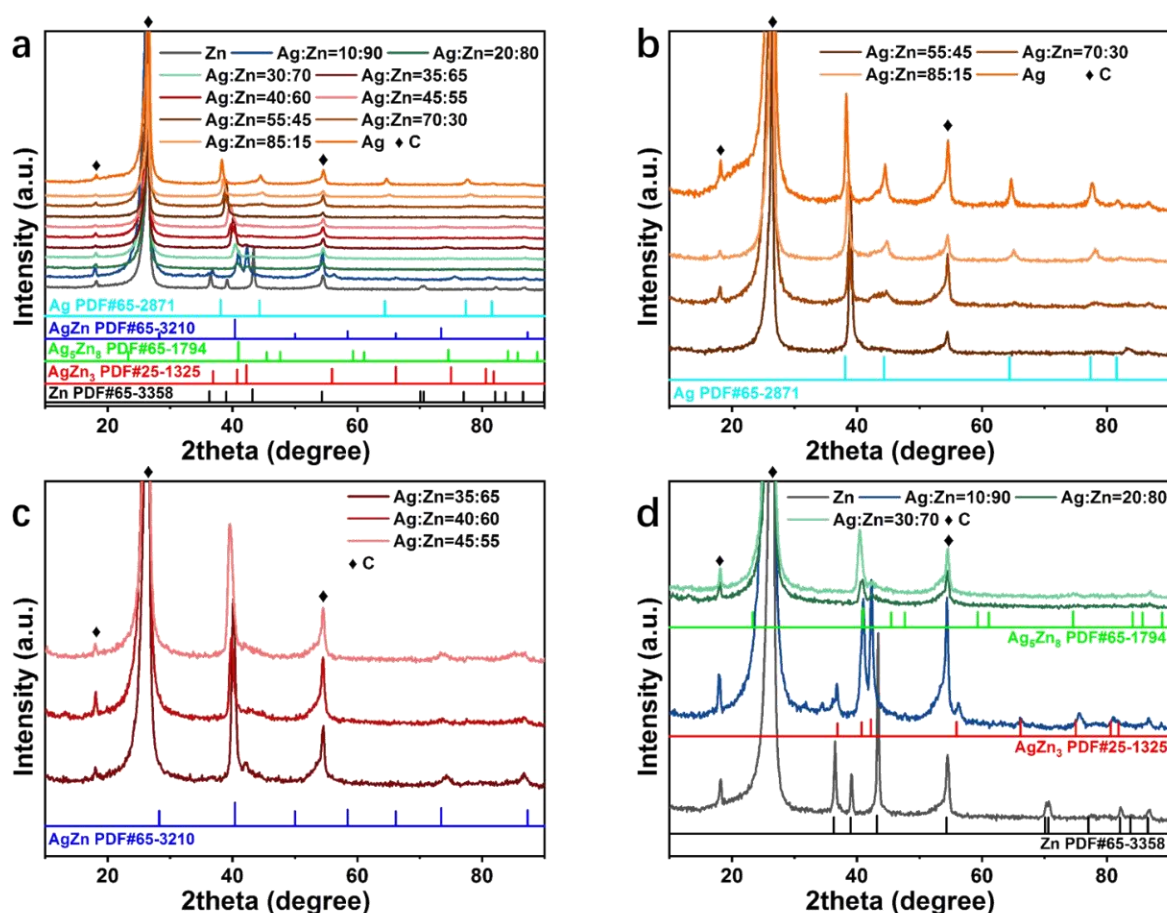 a
Zn Ag:Zn=10:90 Ag:Zn=20:80
Ag:Zn=30:70 Ag:Zn=35:65
Ag:Zn=40:60 Ag:Zn=45:55
Ag:Zn=55:45 Ag:Zn=70:30
Ag:Zn=85:15 Ag ♦ C
Intensity (a.u.)
Ag PDF#65-2871
AgZn PDF#65-3210
Ag₅Zn₈ PDF#65-1794
AgZn₃ PDF#25-1325
Zn PDF#65-3358
20 40 60 80
2theta (degree)
b
Ag:Zn=55:45 Ag:Zn=70:30
Ag:Zn=85:15 Ag ♦ C
Intensity (a.u.)
Ag PDF#65-2871
20 40 60 80
2theta (degree)
c
Ag:Zn=35:65
Ag:Zn=40:60
Ag:Zn=45:55
♦ C
Intensity (a.u.)
AgZn PDF#65-3210
20 40 60 80
2theta (degree)
d
Zn Ag:Zn=10:90 Ag:Zn=20:80
Ag:Zn=30:70 ♦ C
Intensity (a.u.)
Ag₅Zn₈ PDF#65-1794
AgZn₃ PDF#25-1325
Zn PDF#65-3358
20 40 60 80
2theta (degree)